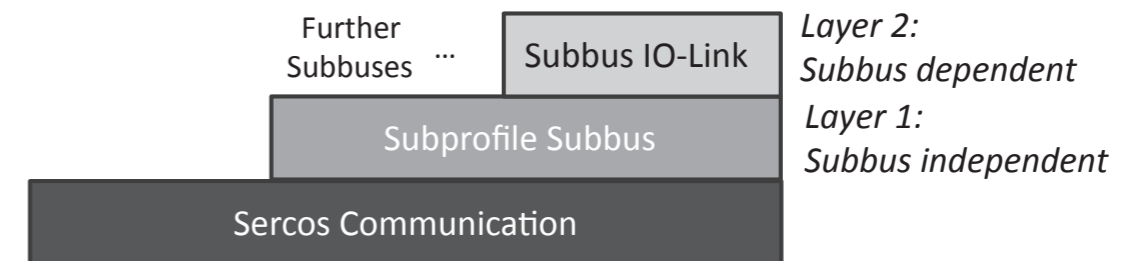 Further
Subbuses ...
Subbus IO-Link
Layer 2:
Subbus dependent
Subprofile Subbus
Layer 1:
Subbus independent
Sercos Communication